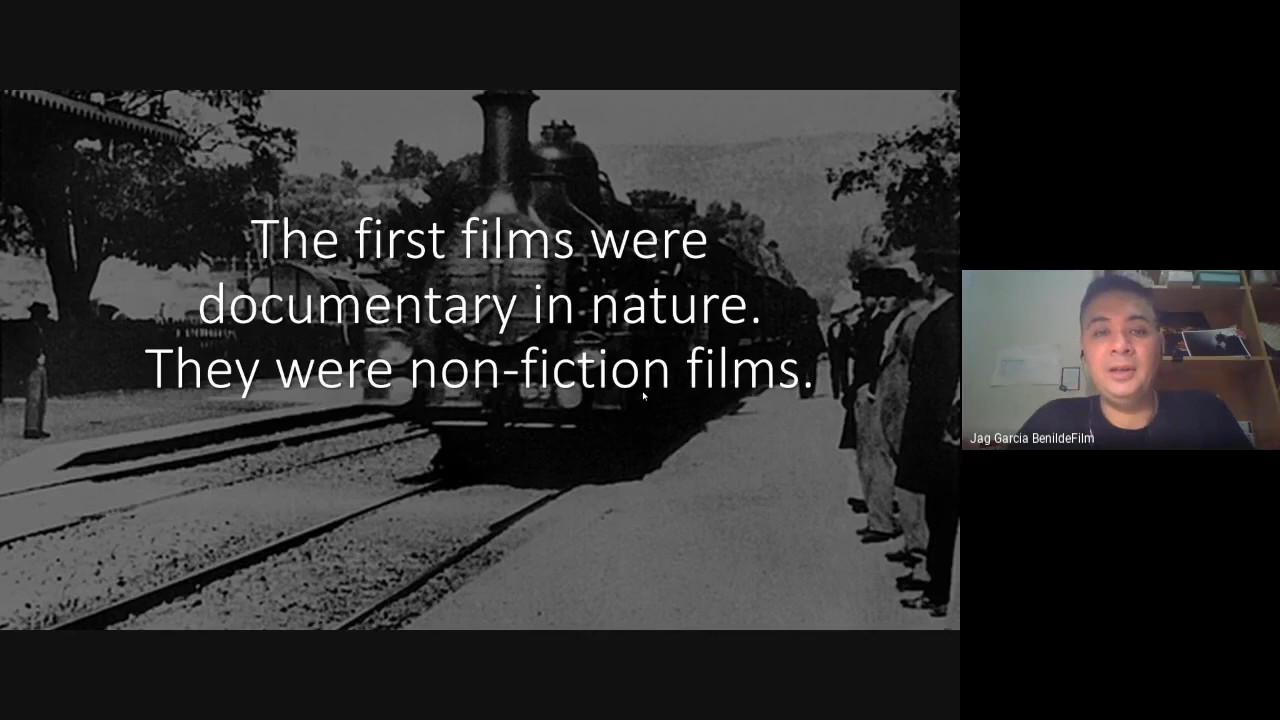 The first films were
documentary in nature.
They were non-fiction films.
Jag Garcia BenildeFilm